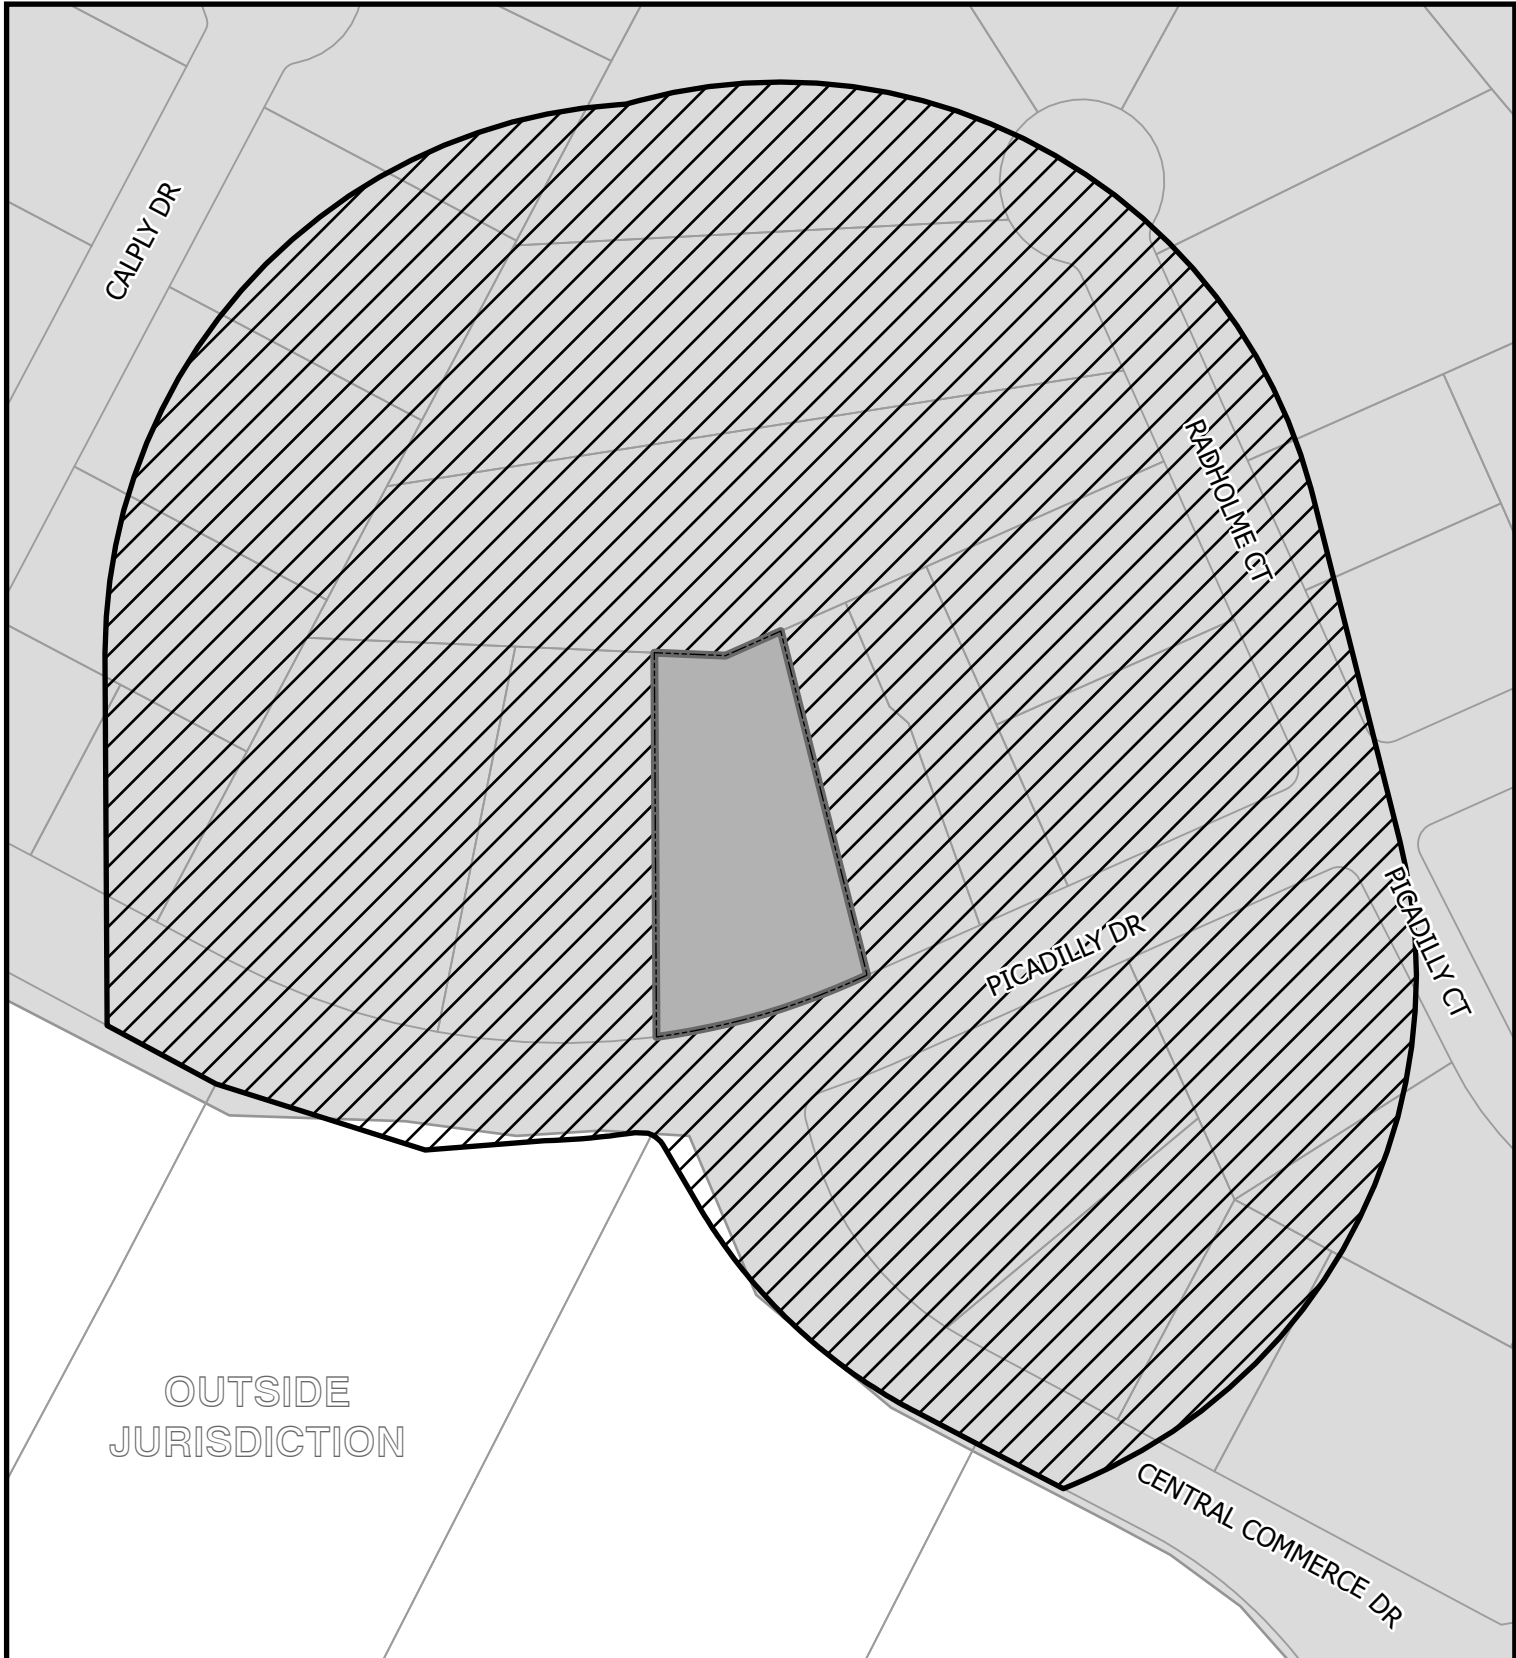 CALPLY DR
RADHOLME CT
PICADILLY CT
PICADILLY DR
OUTSIDE
JURISDICTION
CENTRAL COMMERCE DR